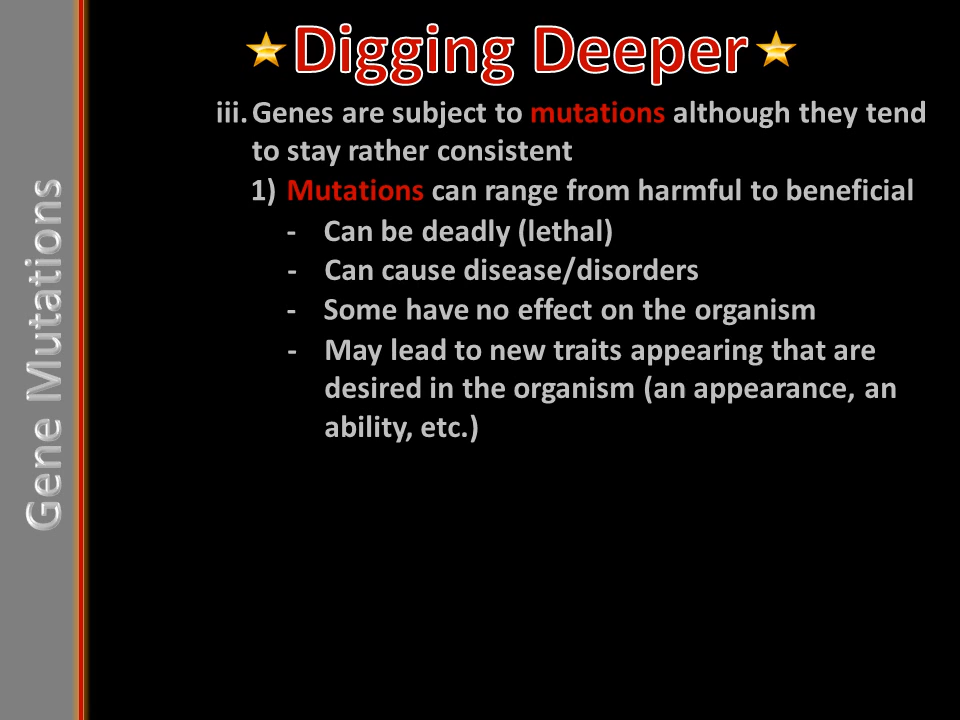 Digging Deeper
iii. Genes are subject to mutations although they tend
to stay rather consistent
1) Mutations can range from harmful to beneficial
- Can be deadly (lethal)
- Can cause disease/disorders
- Some have no effect on the organism
- May lead to new traits appearing that are
desired in the organism (an appearance, an
ability, etc.)
Gene Mutations